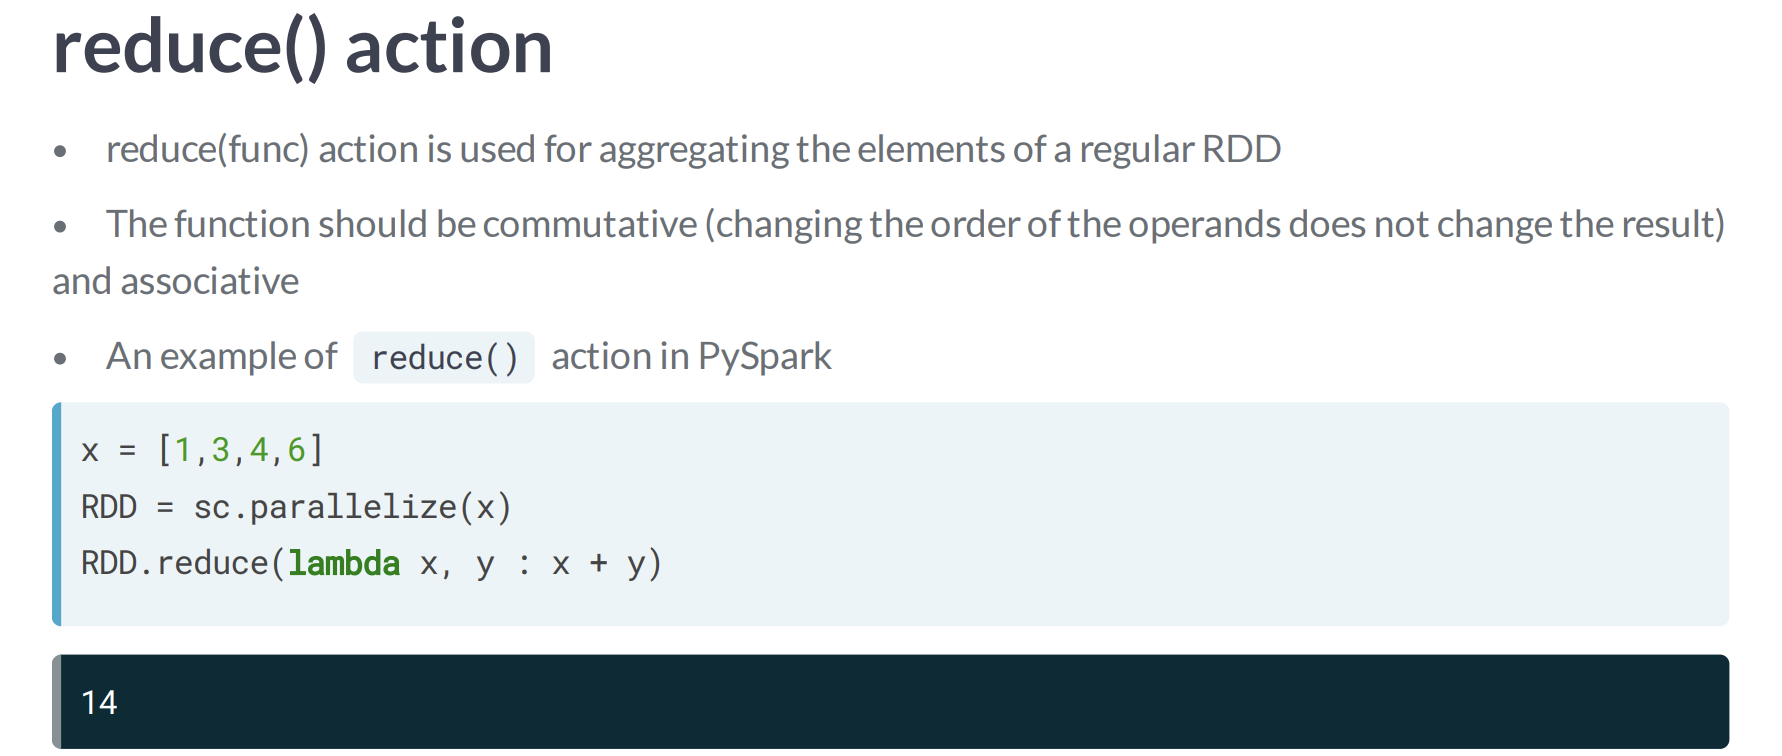 reduce() action
• reduce(func) action is used for aggregating the elements of a regular RDD
• The function should be commutative (changing the order of the operands does not change the result)
and associative
• An example of reduce() action in PySpark
x = [1,3,4,6]
RDD = sc.parallelize(x)
RDD.reduce(lambda x, y : x + y)
14